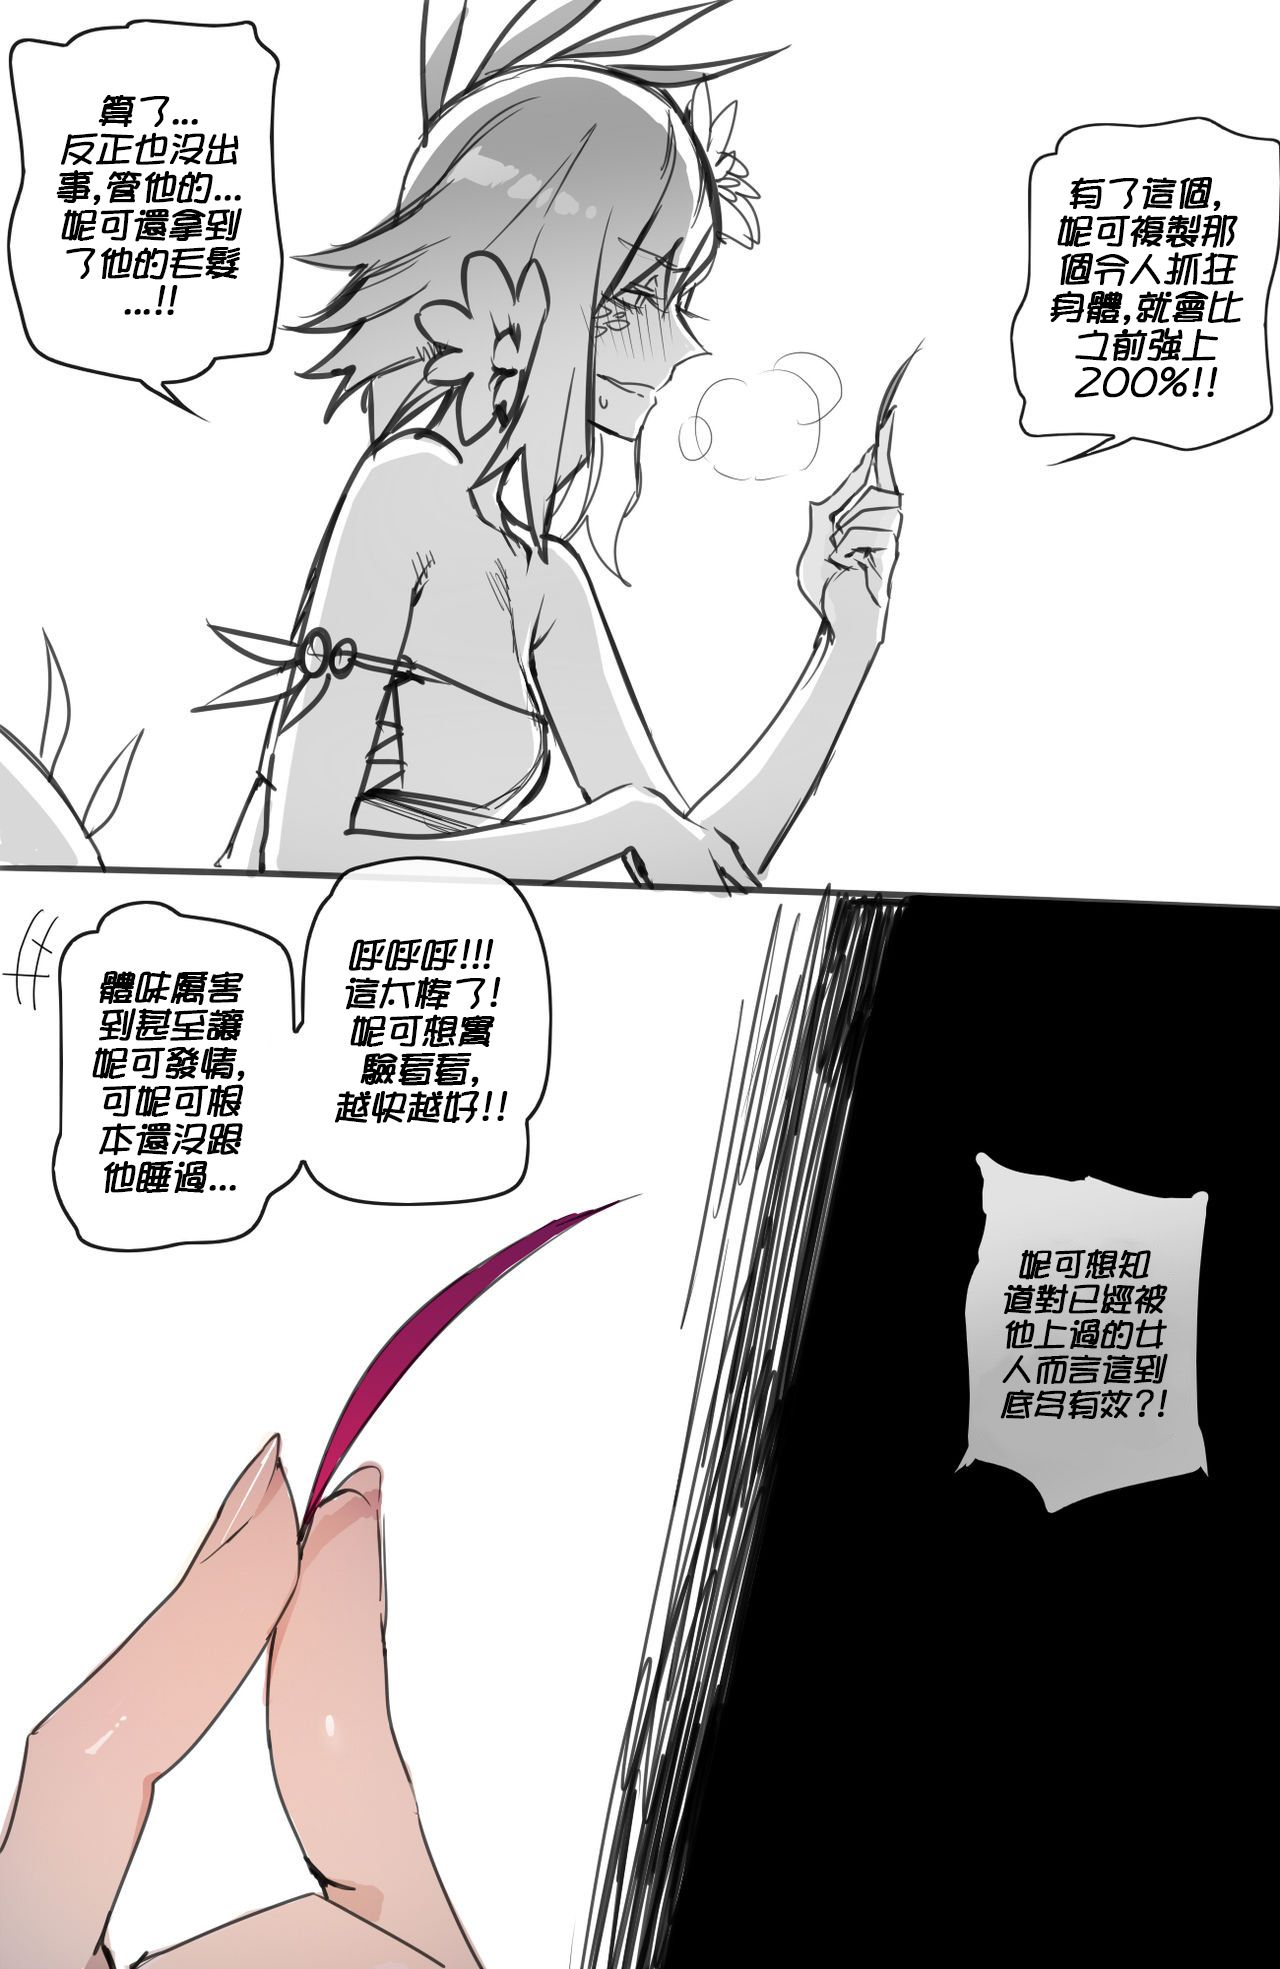 算了...
反正也沒出
事,管他的...
妮可還拿到
了他的毛髮
...!!
有了這個,
妮可複製那
個令人抓狂
身體,就會比
之前強上
200%!!
呼呼呼!!!
這太棒了!
妮可想實
驗看看,
越快越好!!
體味厲害
到甚至讓
妮可發情,
可妮可根
本還沒跟
他睡過...
妮可想知
道對已經被
他上過的女
人而言這到
底多有效?!